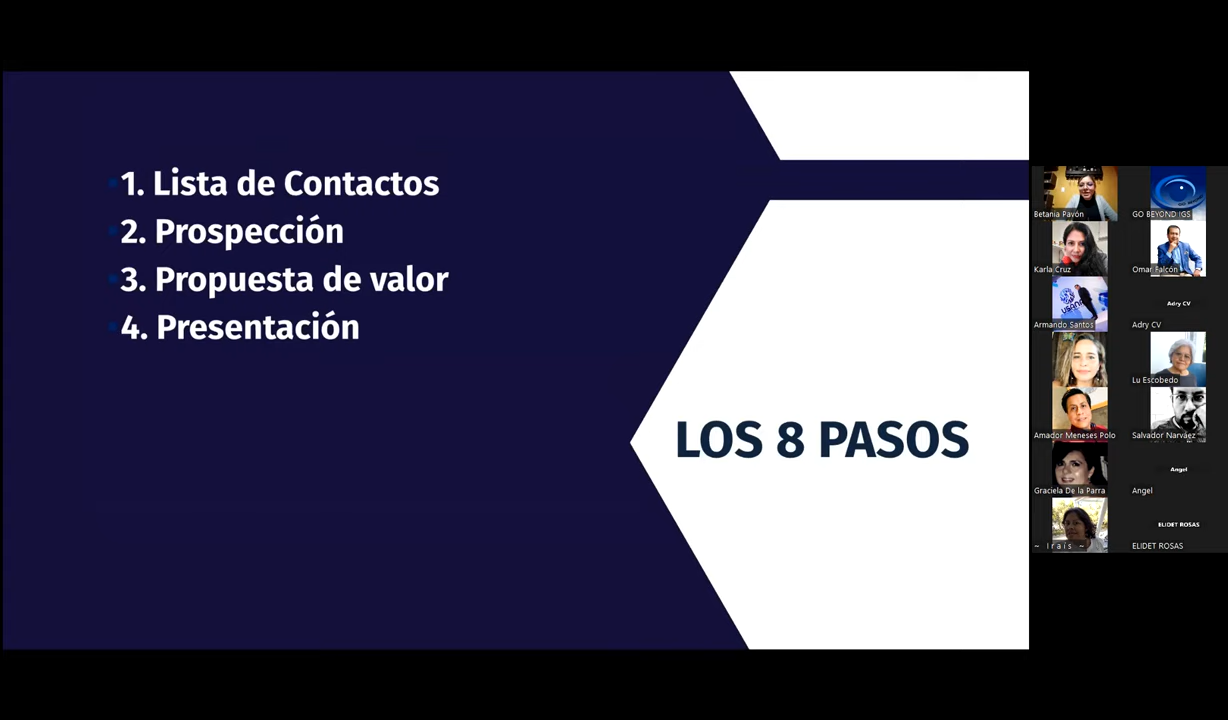 1. Lista de Contactos
2. Prospección
3. Propuesta de valor
4. Presentación
LOS 8 PASOS
Betania Pavón
GO BEYOND IGS
Karla Cruz
Omar Falcón
USANA
Armando Santos
Adry CV
Adry CV
Lu Escobedo
Amador Meneses Polo
Salvador Narváez
Graciela De la Parra
Angel
Angel
~ I r a í s ~
ELIDET ROSAS
ELIDET ROSAS